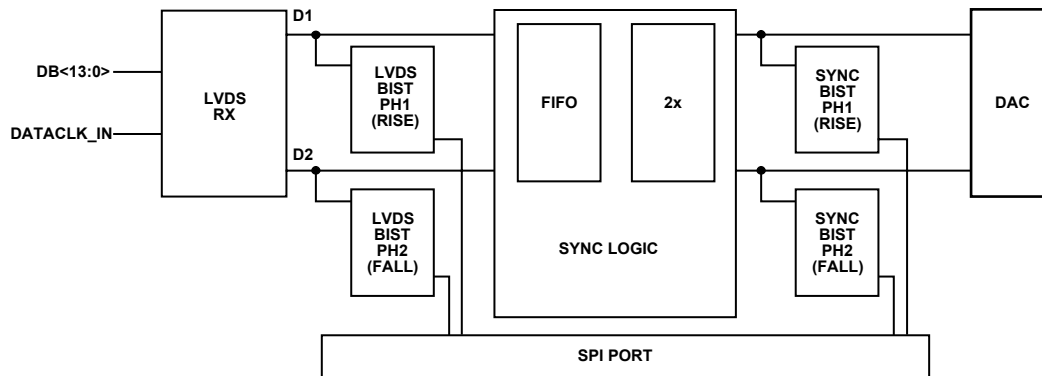 D1
DB<13:0>
DATACLK_IN
LVDS
RX
D2
LVDS
BIST
PH1
(RISE)
LVDS
BIST
PH2
(FALL)
FIFO
2x
SYNC LOGIC
SYNC
BIST
PH1
(RISE)
SYNC
BIST
PH2
(FALL)
DAC
SPI PORT